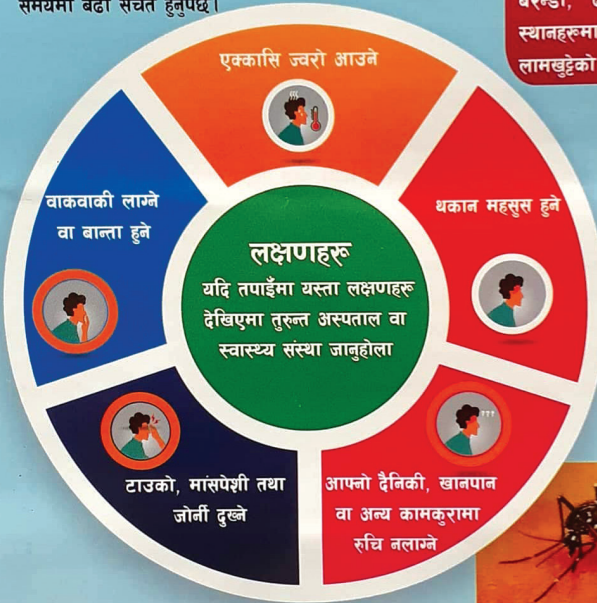 समयमा बढी सचेत हुनुपर्छ।
स्थानहरूमा
लामखुट्टेको
एक्कासि ज्वरो आउने
वाकवाकी लाग्ने
वा बान्ता हुने
थकान महसुस हुने
लक्षणहरू
यदि तपाइँमा यस्ता लक्षणहरू
देखिएमा तुरुन्त अस्पताल वा
स्वास्थ्य संस्था जानुहोला
टाउको, मांसपेशी तथा
जोर्नी दुख्ने
आफ्नो दैनिकी, खानपान
वा अन्य कामकुरामा
रुचि नलाग्ने